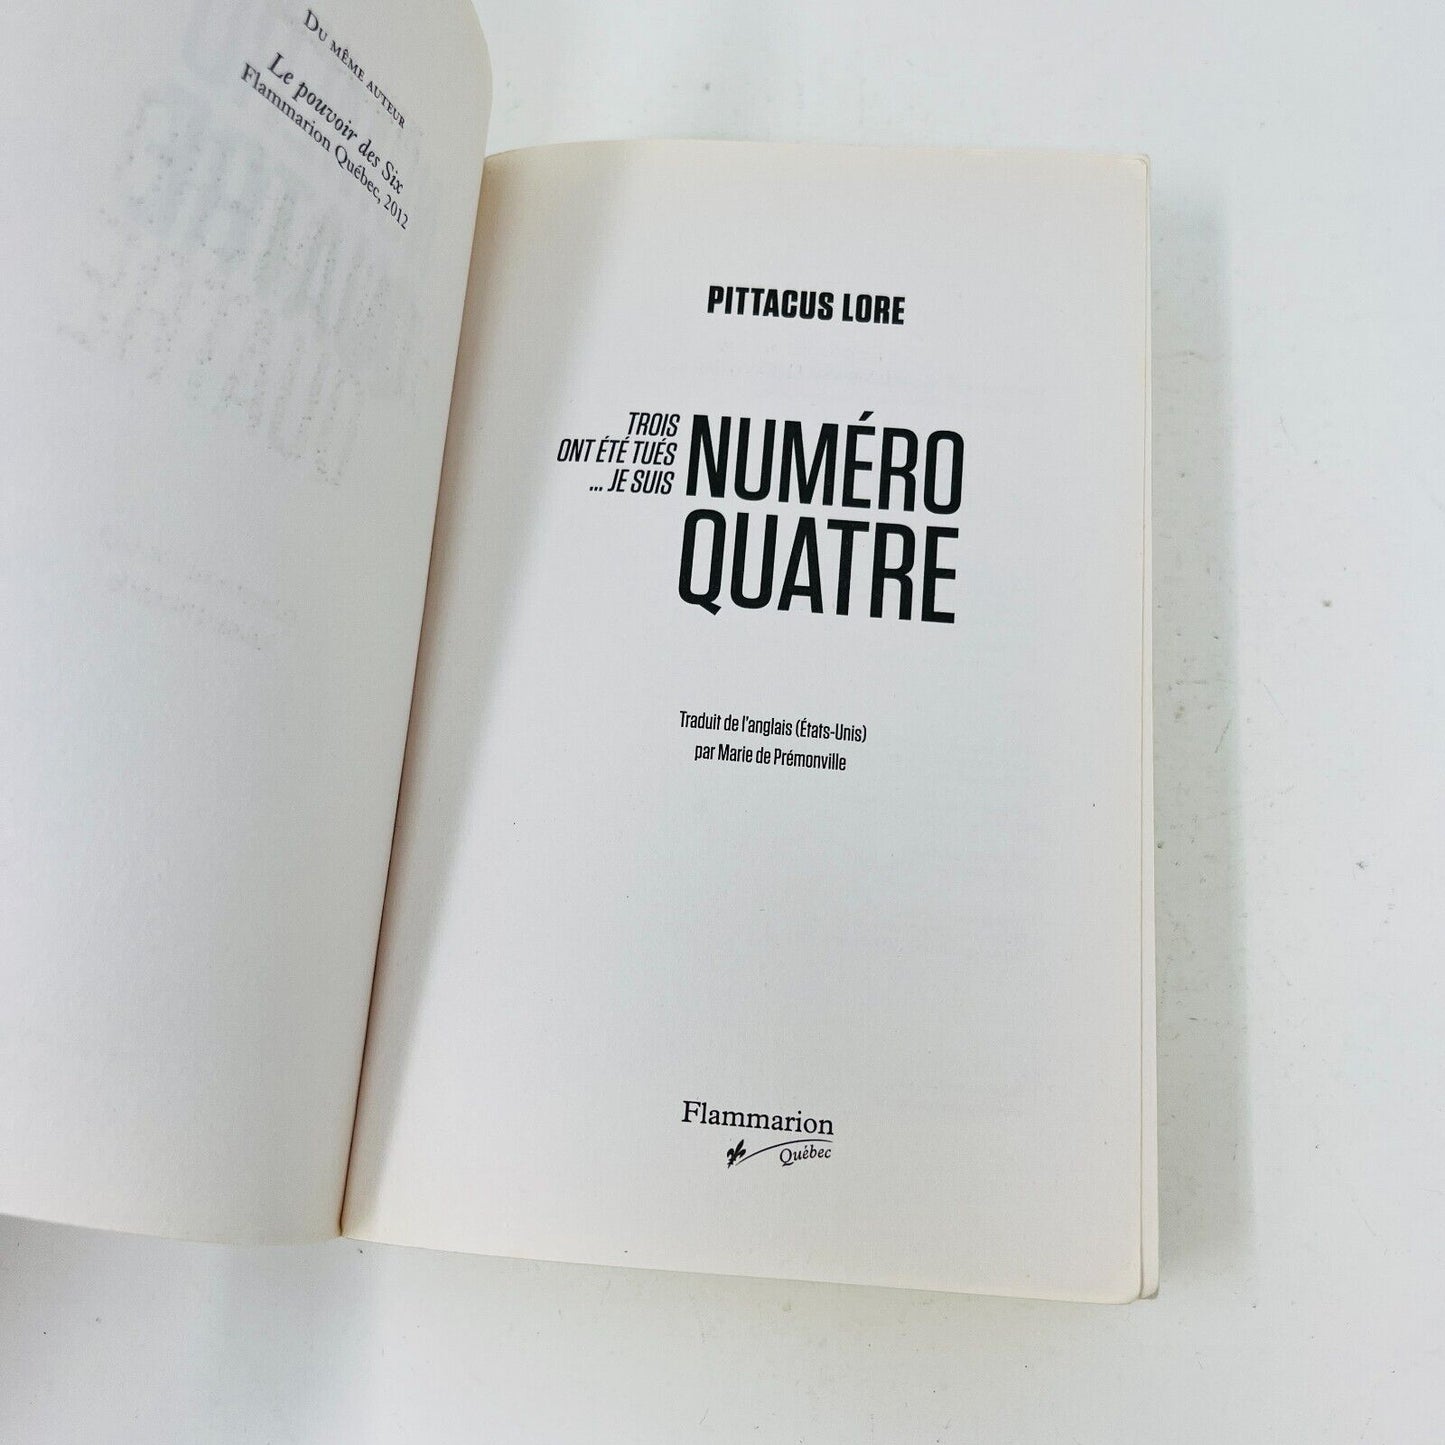 DU MÊME AUTEUR
Le pouvoir des Six
Flammarion Québec, 2012
PITTACUS LORE
TROIS
ONT ÉTÉ TUÉS
... JE SUIS
NUMÉRO
QUATRE
Traduit de l'anglais (États-Unis)
par Marie de Prémonville
Flammarion
Québec